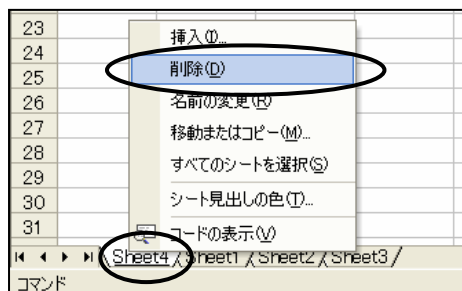 23
24
25
26
27
28
29
30
31
挿入(I)...
削除(D)
名前の変更(R)
移動またはコピー(M)...
すべてのシートを選択(S)
シート見出しの色(T)...
コードの表示(V)
Sheet4 Sheet1 Sheet2 Sheet3
コマンド